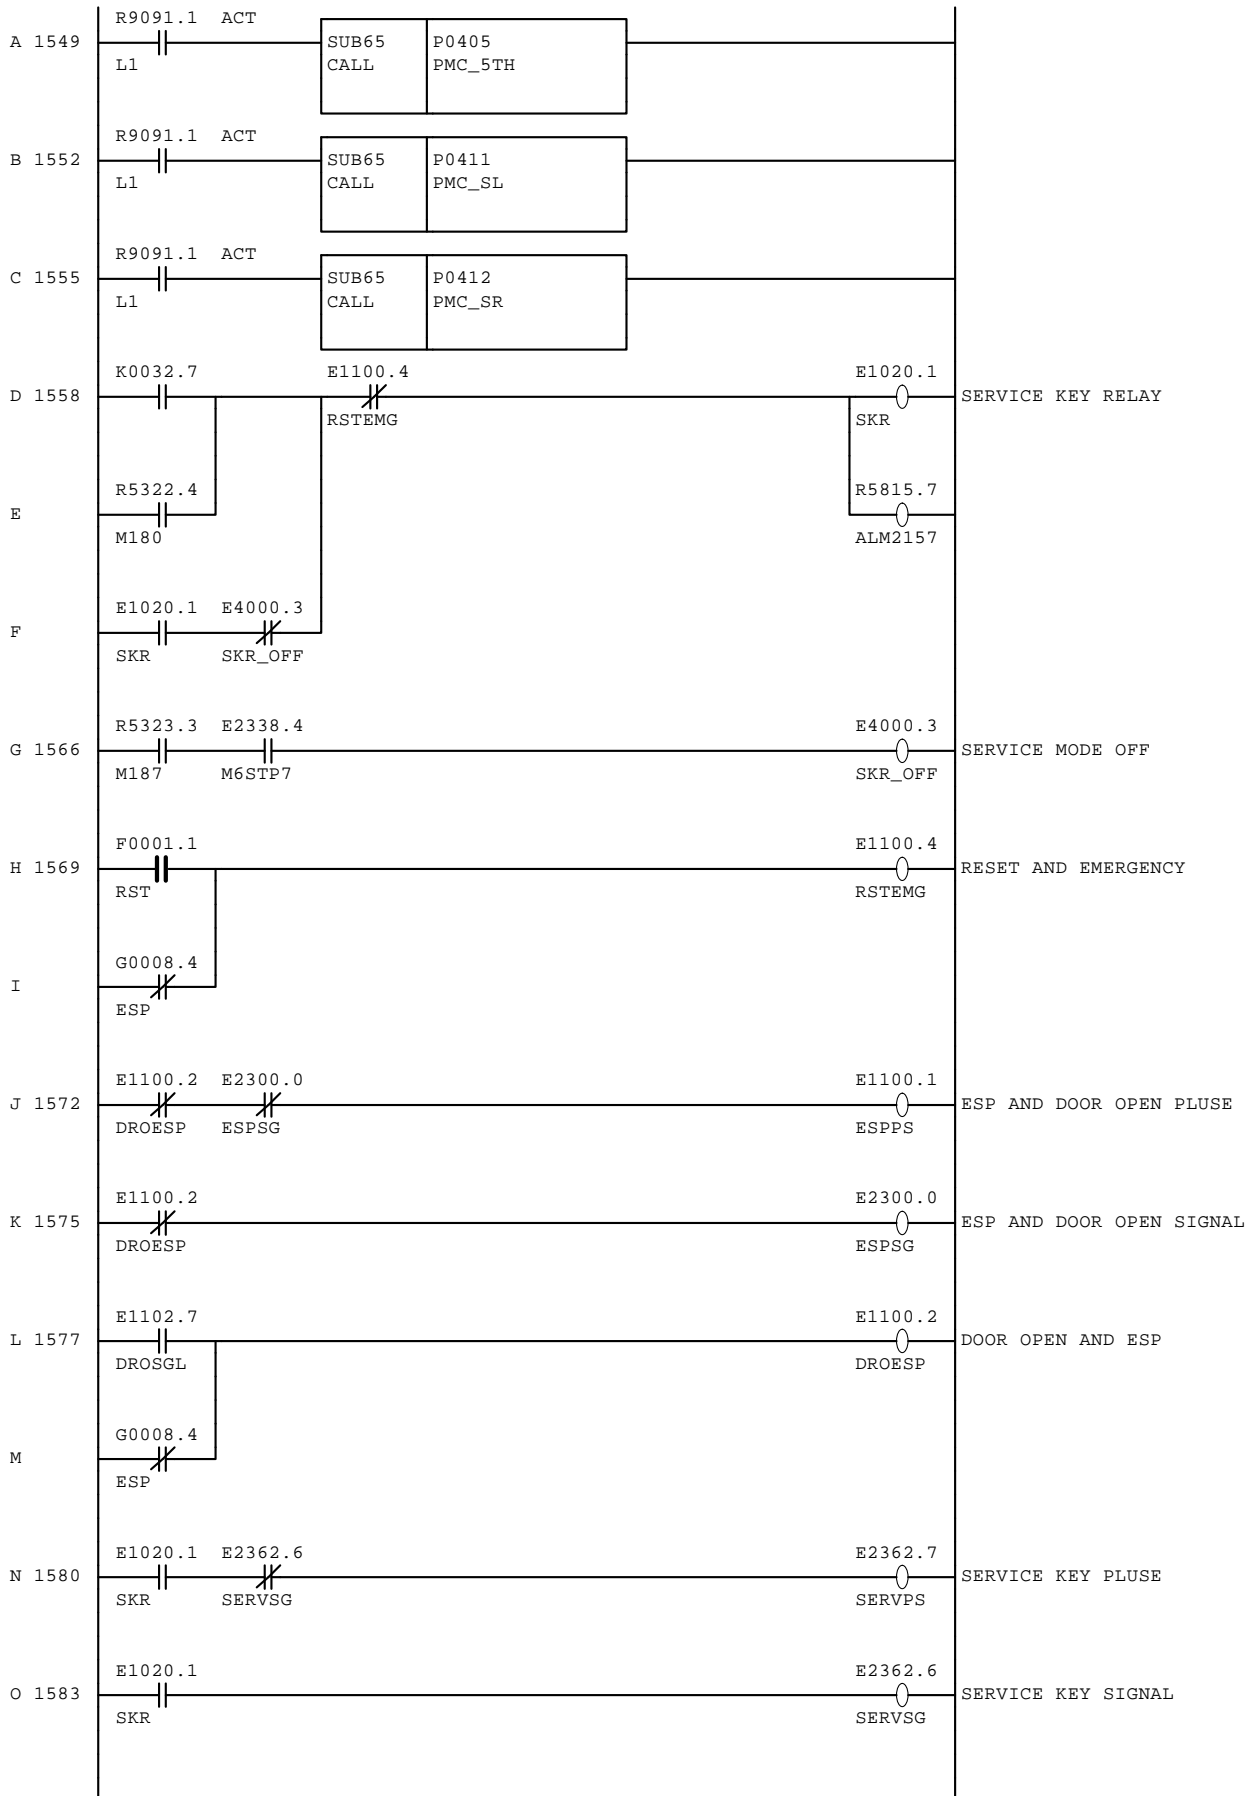 R9091.1 ACT
A 1549 SUB65 P0405
L1 CALL PMC_5TH
R9091.1 ACT
B 1552 SUB65 P0411
L1 CALL PMC_SL
R9091.1 ACT
C 1555 SUB65 P0412
L1 CALL PMC_SR
K0032.7 E1100.4 E1020.1
D 1558 SERVICE KEY RELAY
RSTEMG SKR
R5322.4 R5815.7
E
M180 ALM2157
E1020.1 E4000.3
F
SKR SKR_OFF
R5323.3 E2338.4 E4000.3
G 1566 SERVICE MODE OFF
M187 M6STP7 SKR_OFF
F0001.1 E1100.4
H 1569 RESET AND EMERGENCY
RST RSTEMG
G0008.4
I
ESP
E1100.2 E2300.0 E1100.1
J 1572 ESP AND DOOR OPEN PLUSE
DROESP ESPSG ESPPS
E1100.2 E2300.0
K 1575 ESP AND DOOR OPEN SIGNAL
DROESP ESPSG
E1102.7 E1100.2
L 1577 DOOR OPEN AND ESP
DROSGL DROESP
G0008.4
M
ESP
E1020.1 E2362.6 E2362.7
N 1580 SERVICE KEY PLUSE
SKR SERVSG SERVPS
E1020.1 E2362.6
O 1583 SERVICE KEY SIGNAL
SKR SERVSG